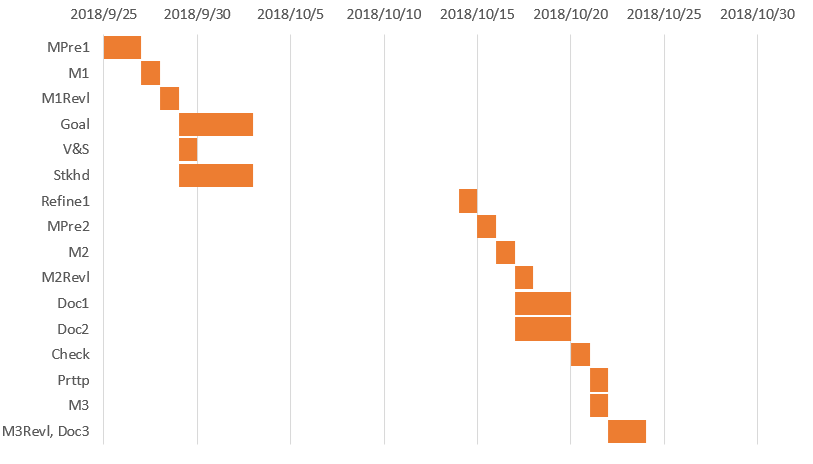 2018/9/25 2018/9/30 2018/10/5 2018/10/10 2018/10/15 2018/10/20 2018/10/25 2018/10/30
MPre1
M1
M1Revl
Goal
V&S
Stkhd
Refine1
MPre2
M2
M2Revl
Doc1
Doc2
Check
Prttp
M3
M3Revl, Doc3